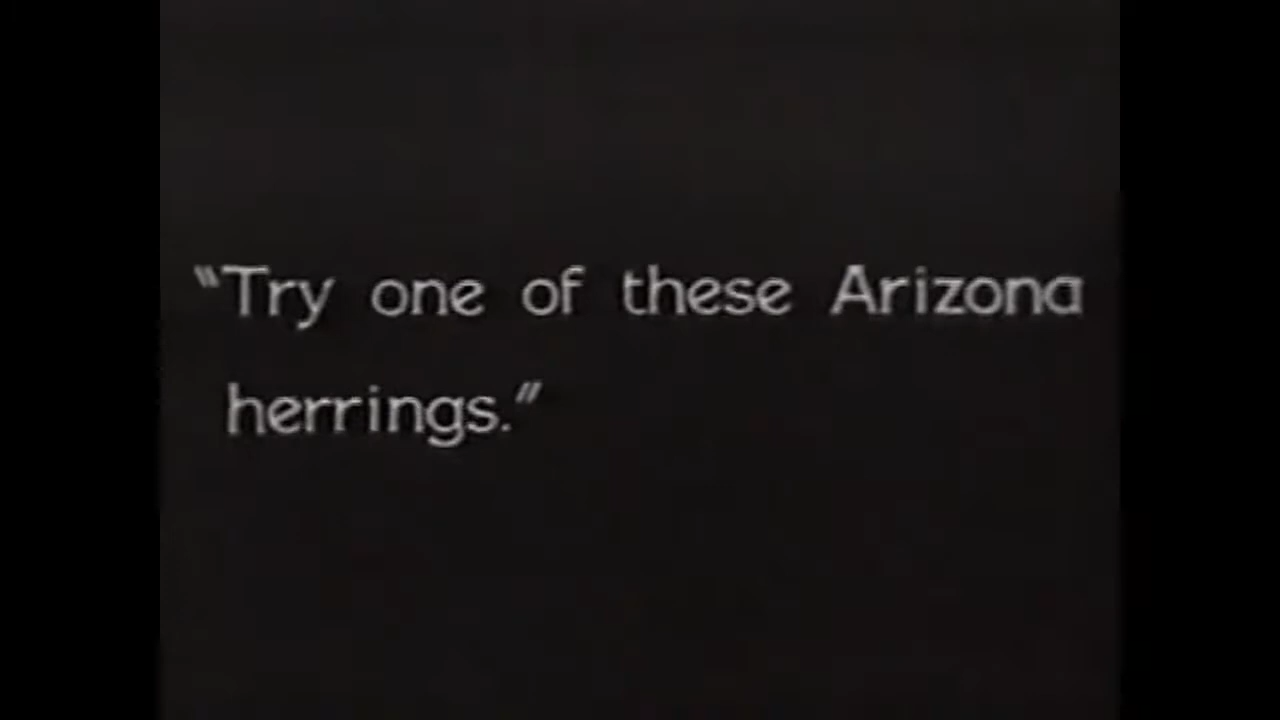 “Try one of these Arizona
herrings.”